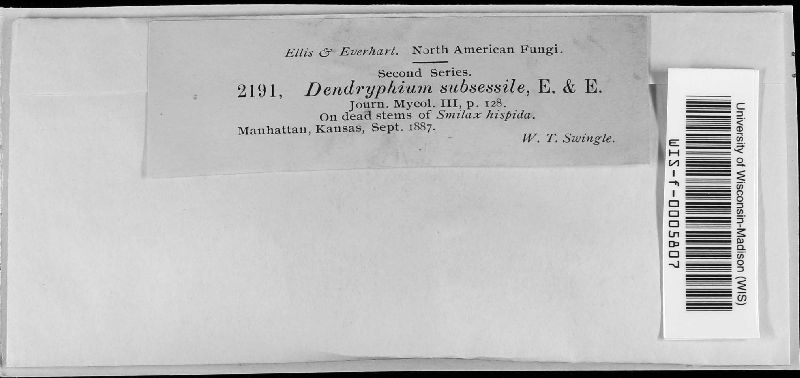 Ellis & Everhart. North American Fungi.
Second Series.
2191, Dendryphium subsessile, E. & E.
Journ. Mycol. III, p. 128.
On dead stems of Smilax hispida.
Manhattan, Kansas, Sept. 1887.
W. T. Swingle.
University of Wisconsin-Madison (WIS)
WIS-f-0005807